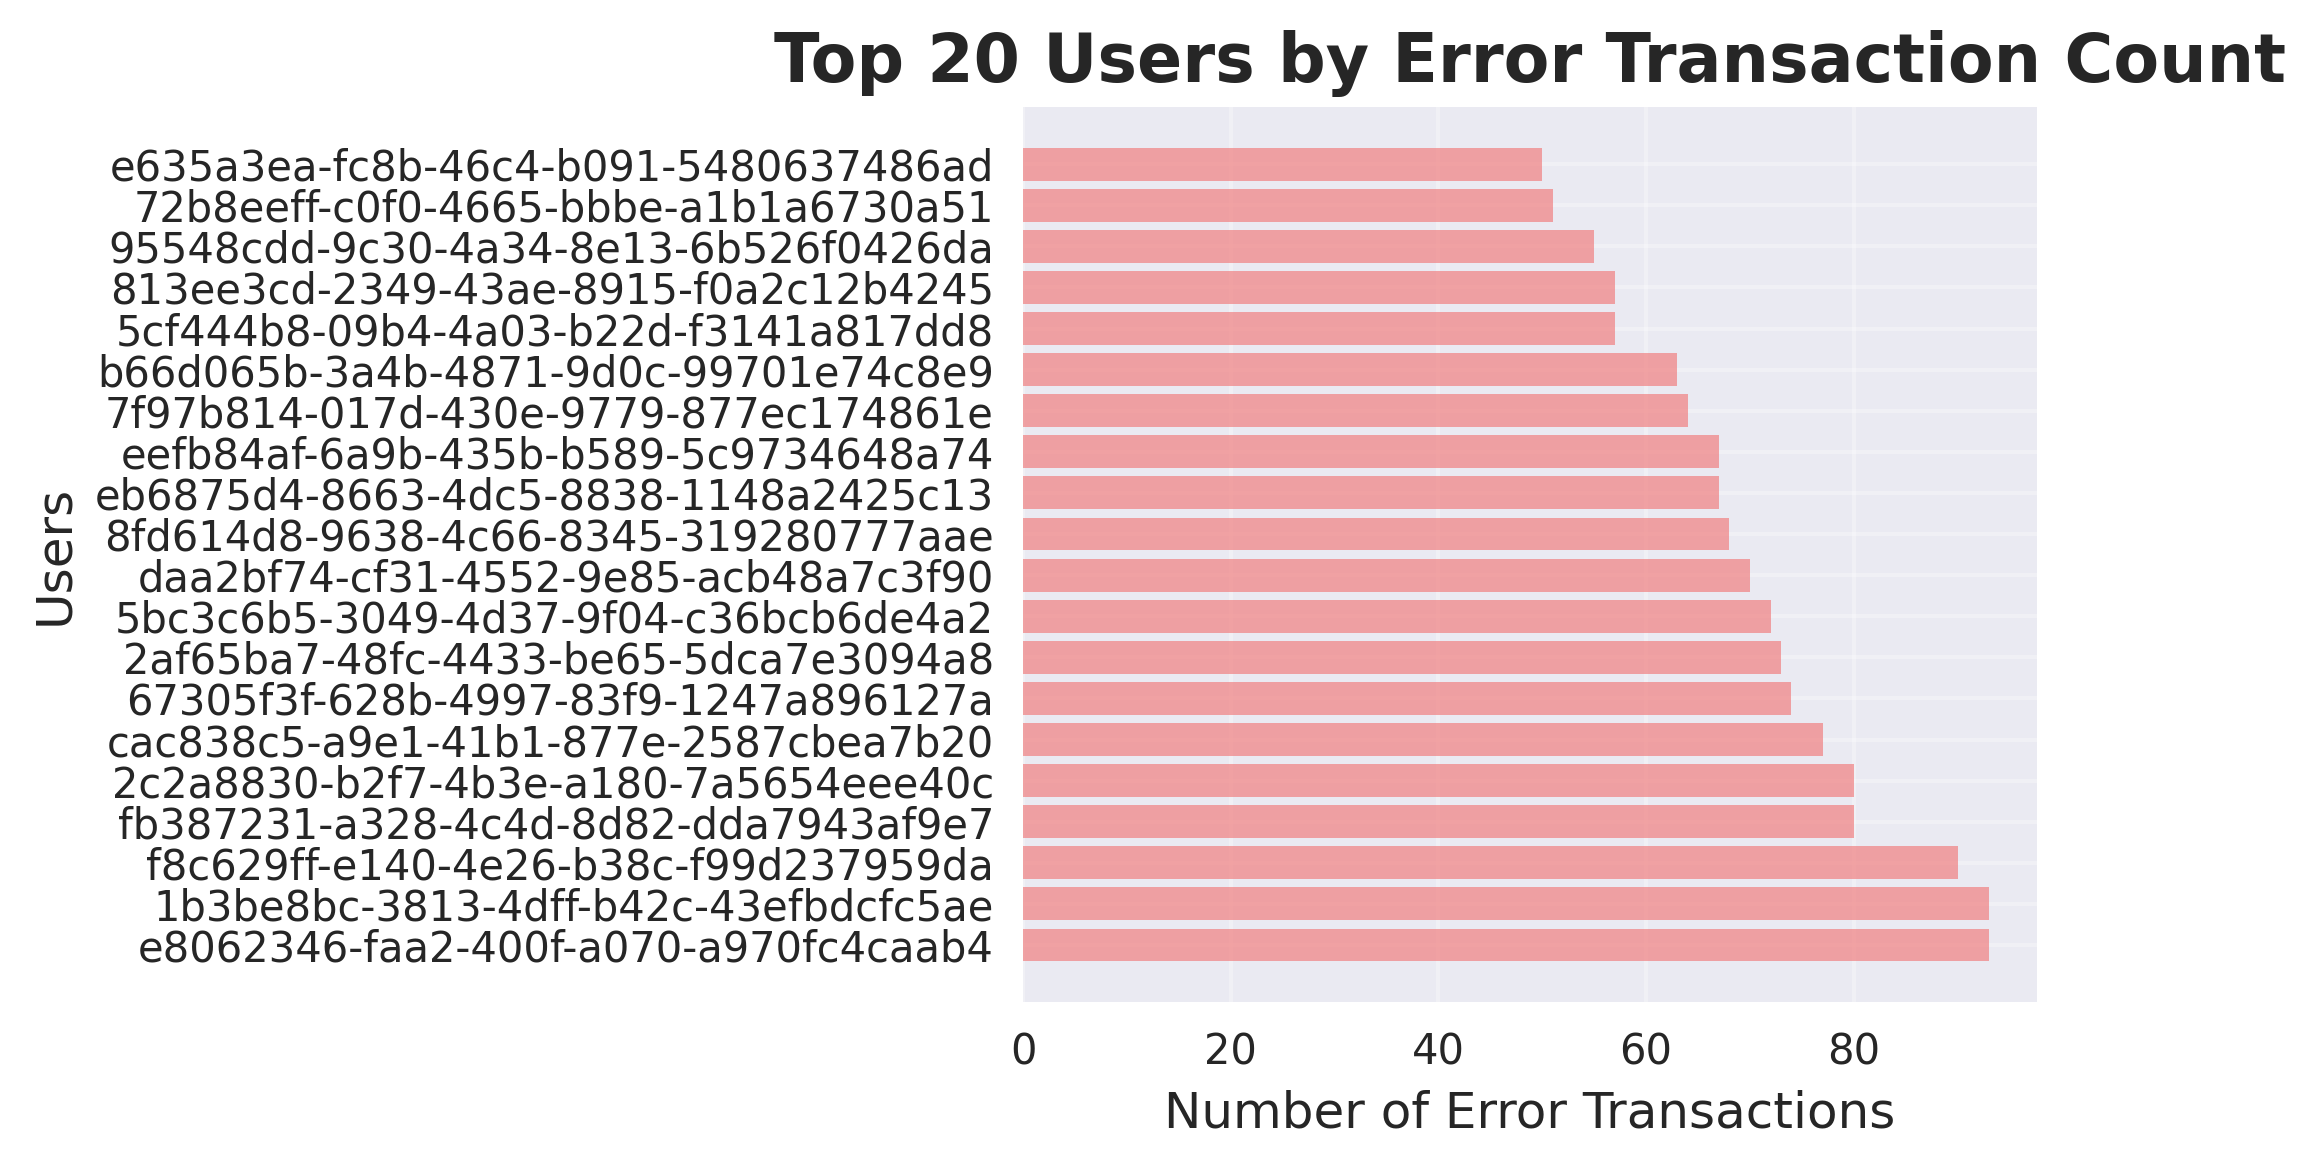 Top 20 Users by Error Transaction Count
e635a3ea-fc8b-46c4-b091-5480637486ad
72b8eeff-c0f0-4665-bbbe-a1b1a6730a51
95548cdd-9c30-4a34-8e13-6b526f0426da
813ee3cd-2349-43ae-8915-f0a2c12b4245
5cf444b8-09b4-4a03-b22d-f3141a817dd8
b66d065b-3a4b-4871-9d0c-99701e74c8e9
7f97b814-017d-430e-9779-877ec174861e
eefb84af-6a9b-435b-b589-5c9734648a74
eb6875d4-8663-4dc5-8838-1148a2425c13
8fd614d8-9638-4c66-8345-319280777aae
daa2bf74-cf31-4552-9e85-acb48a7c3f90
5bc3c6b5-3049-4d37-9f04-c36bcb6de4a2
2af65ba7-48fc-4433-be65-5dca7e3094a8
67305f3f-628b-4997-83f9-1247a896127a
cac838c5-a9e1-41b1-877e-2587cbea7b20
2c2a8830-b2f7-4b3e-a180-7a5654eee40c
fb387231-a328-4c4d-8d82-dda7943af9e7
f8c629ff-e140-4e26-b38c-f99d237959da
1b3be8bc-3813-4dff-b42c-43efbdcfc5ae
e8062346-faa2-400f-a070-a970fc4caab4
Users
0 20 40 60 80
Number of Error Transactions